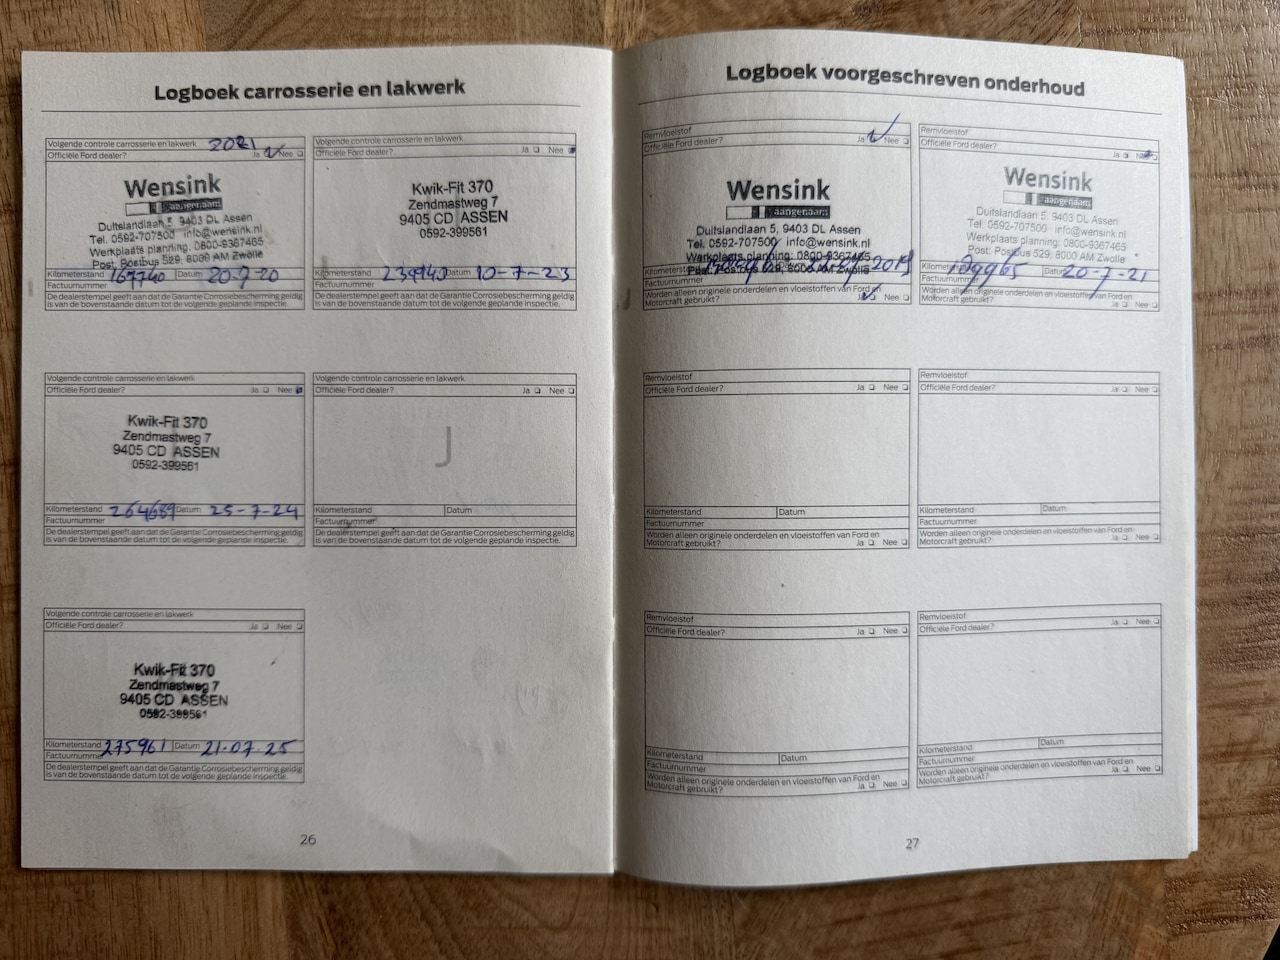 Logboek carrosserie en lakwerk
Volgende controle carrosserie en lakwerk 2021
Officiële Ford dealer? Ja Nee
Wensink
aangenaam
Duitslandlaan 5, 9403 DL Assen
Tel. 0592-707500 info@wensink.nl
Werkplaats planning: 0800-9367465
Post: Postbus 529, 8000 AM Zwolle
Kilometerstand 167740 Datum 20-7-20
Factuurnummer
De dealerstempel geeft aan dat de Garantie Corrosiebescherming geldig
is van de bovenstaande datum tot de volgende geplande inspectie.
Volgende controle carrosserie en lakwerk
Officiële Ford dealer? Ja Nee
Kwik-Fit 370
Zendmastweg 7
9405 CD ASSEN
0592-399561
Kilometerstand 239140 Datum 10-7-23
Factuurnummer
De dealerstempel geeft aan dat de Garantie Corrosiebescherming geldig
is van de bovenstaande datum tot de volgende geplande inspectie.
Volgende controle carrosserie en lakwerk
Officiële Ford dealer? Ja Nee
Kwik-Fit 370
Zendmastweg 7
9405 CD ASSEN
0592-399561
Kilometerstand 264689 Datum 25-7-24
Factuurnummer
De dealerstempel geeft aan dat de Garantie Corrosiebescherming geldig
is van de bovenstaande datum tot de volgende geplande inspectie.
Volgende controle carrosserie en lakwerk
Officiële Ford dealer? Ja Nee
Kilometerstand Datum
Factuurnummer
De dealerstempel geeft aan dat de Garantie Corrosiebescherming geldig
is van de bovenstaande datum tot de volgende geplande inspectie.
Volgende controle carrosserie en lakwerk
Officiële Ford dealer? Ja Nee
Kwik-Fit 370
Zendmastweg 7
9405 CD ASSEN
0592-399561
Kilometerstand 275961 Datum 21-07-25
Factuurnummer
De dealerstempel geeft aan dat de Garantie Corrosiebescherming geldig
is van de bovenstaande datum tot de volgende geplande inspectie.
26
Logboek voorgeschreven onderhoud
Remvloeistof
Officiële Ford dealer? Ja Nee
Wensink
aangenaam
Duitslandlaan 5, 9403 DL Assen
Tel. 0592-707500 info@wensink.nl
Werkplaats planning: 0800-9367465
Post: Postbus 529, 8000 AM Zwolle
Kilometerstand Datum 2019
Factuurnummer
Worden alleen originele onderdelen en vloeistoffen van Ford en
Motorcraft gebruikt? Ja Nee
Remvloeistof
Officiële Ford dealer? Ja Nee
Wensink
aangenaam
Duitslandlaan 5, 9403 DL Assen
Tel. 0592-707500 info@wensink.nl
Werkplaats planning: 0800-9367465
Post: Postbus 529, 8000 AM Zwolle
Kilometerstand Datum 20-7-21
Factuurnummer
Worden alleen originele onderdelen en vloeistoffen van Ford en
Motorcraft gebruikt? Ja Nee
Remvloeistof
Officiële Ford dealer? Ja Nee
Kilometerstand Datum
Factuurnummer
Worden alleen originele onderdelen en vloeistoffen van Ford en
Motorcraft gebruikt? Ja Nee
Remvloeistof
Officiële Ford dealer? Ja Nee
Kilometerstand Datum
Factuurnummer
Worden alleen originele onderdelen en vloeistoffen van Ford en
Motorcraft gebruikt? Ja Nee
Remvloeistof
Officiële Ford dealer? Ja Nee
Kilometerstand Datum
Factuurnummer
Worden alleen originele onderdelen en vloeistoffen van Ford en
Motorcraft gebruikt? Ja Nee
Remvloeistof
Officiële Ford dealer? Ja Nee
Kilometerstand Datum
Factuurnummer
Worden alleen originele onderdelen en vloeistoffen van Ford en
Motorcraft gebruikt? Ja Nee
27